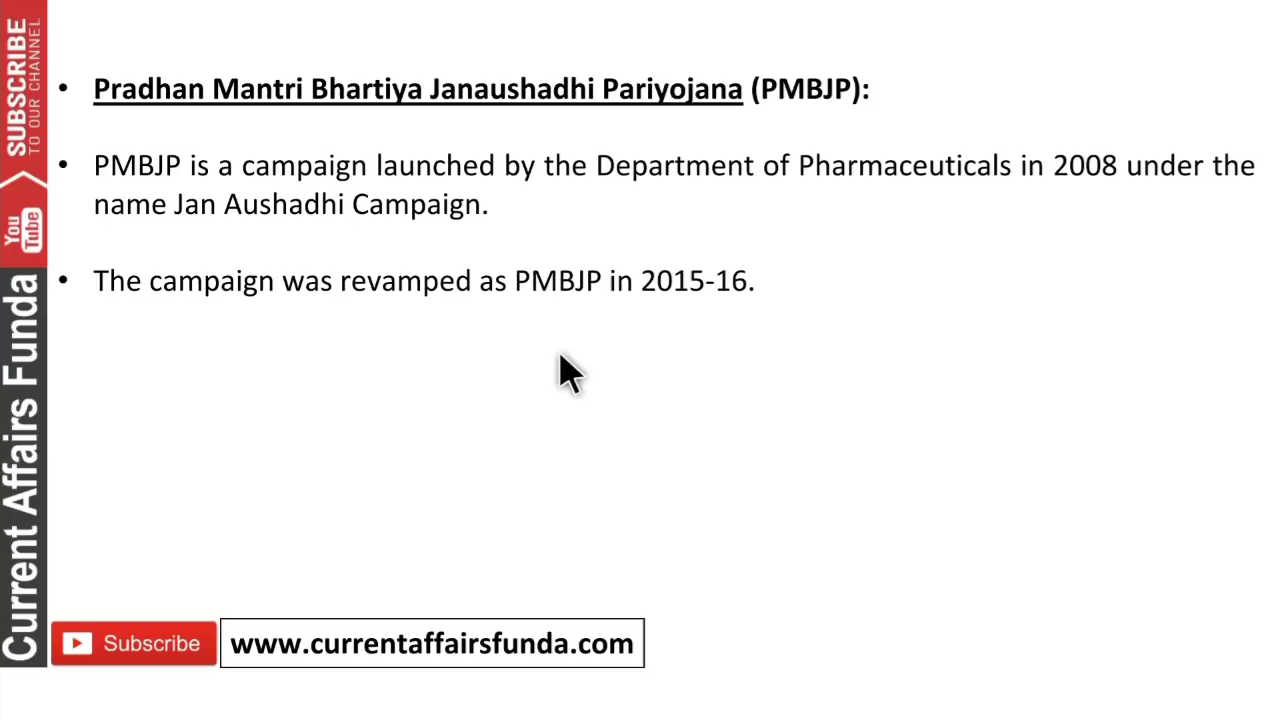 • Pradhan Mantri Bhartiya Janaushadhi Pariyojana (PMBJP):
• PMBJP is a campaign launched by the Department of Pharmaceuticals in 2008 under the
name Jan Aushadhi Campaign.
• The campaign was revamped as PMBJP in 2015-16.
SUBSCRIBE
TO OUR CHANNEL
You
Tube
Current Affairs Funda
Subscribe
www.currentaffairsfunda.com